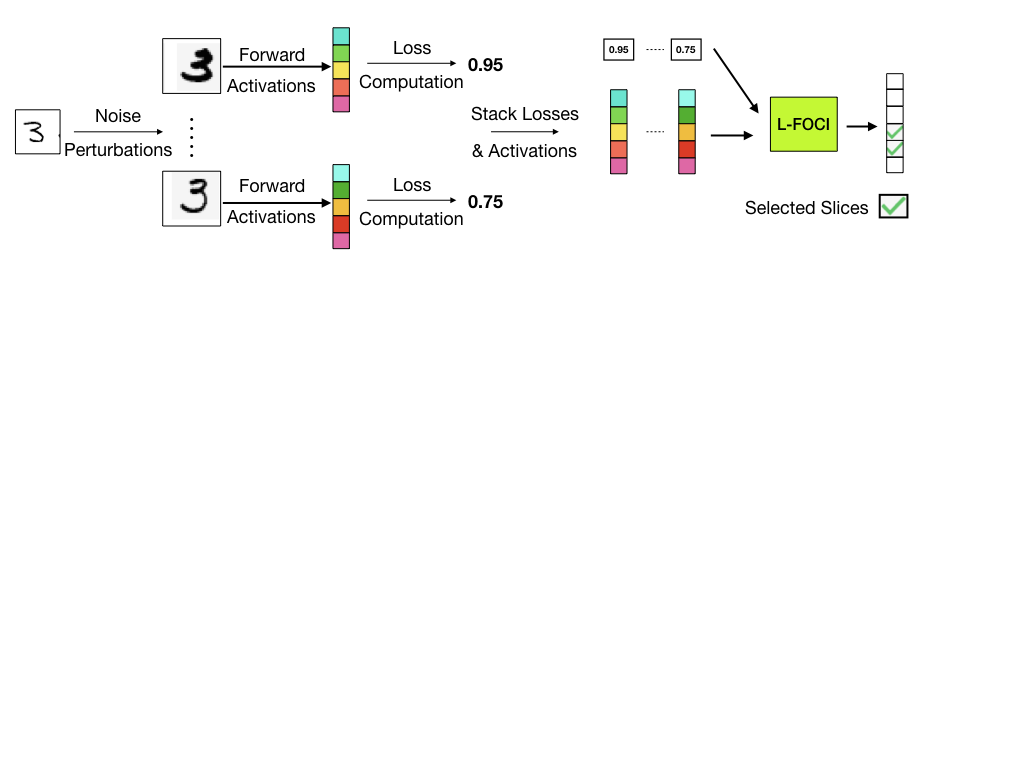 3
Noise
Perturbations
3
Forward
Activations
Loss
Computation
0.95
3
Forward
Activations
Loss
Computation
0.75
Stack Losses
& Activations
0.95
0.75
L-FOCI
Selected Slices